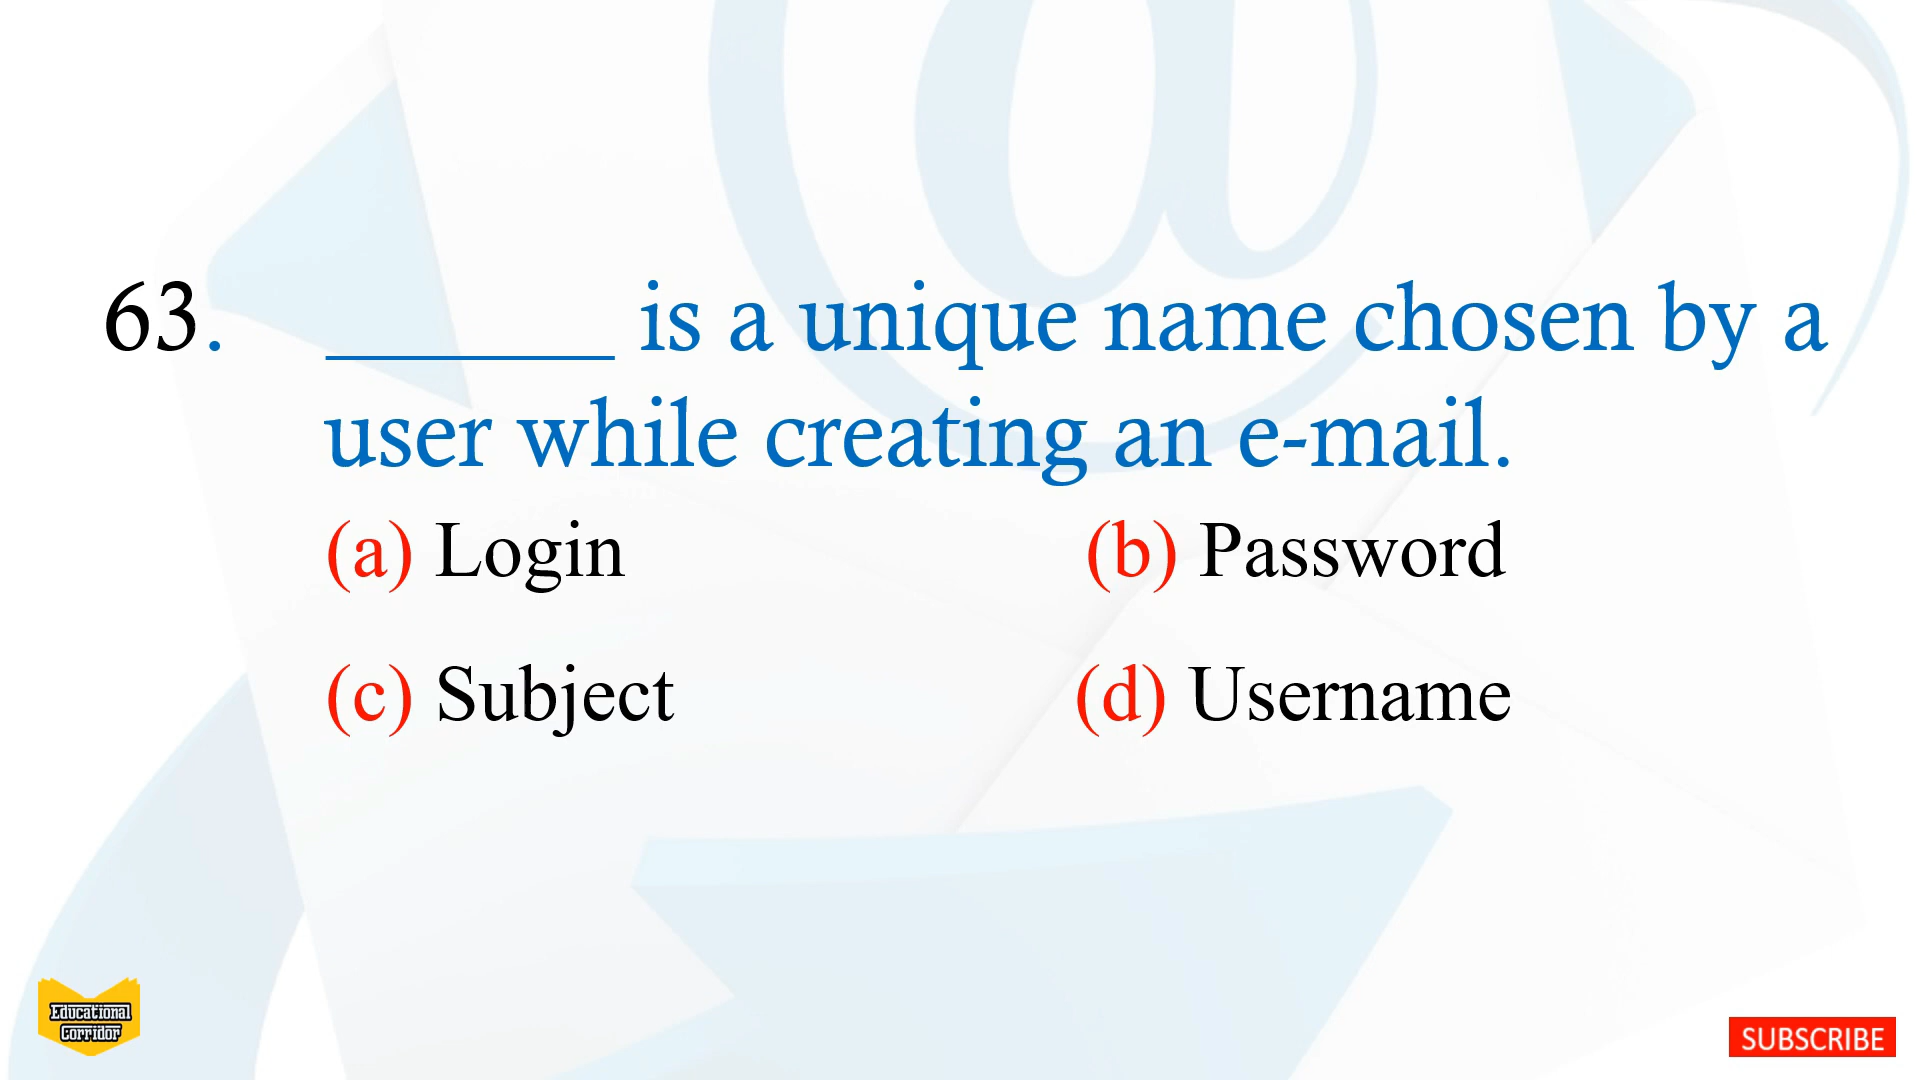 63. ______ is a unique name chosen by a
user while creating an e-mail.
(a) Login (b) Password
(c) Subject (d) Username
Educational
Corridor
SUBSCRIBE